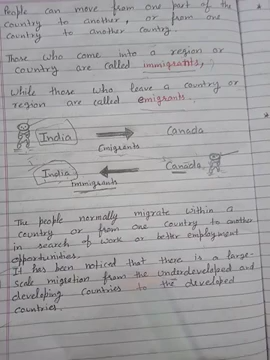 People can move from one part of the
country to another, or from one
country to another country.
Those who come into a region or
country are called immigrants,
While those who leave a country or
region are called emigrants.
India Canada
Emigrants
India Canada
Immigrants
The people normally migrate within a
country or from one country to another
in search of work or better employment
opportunities.
It has been noticed that there is a large-
scale migration from the underdeveloped and
developing countries to the developed
countries.